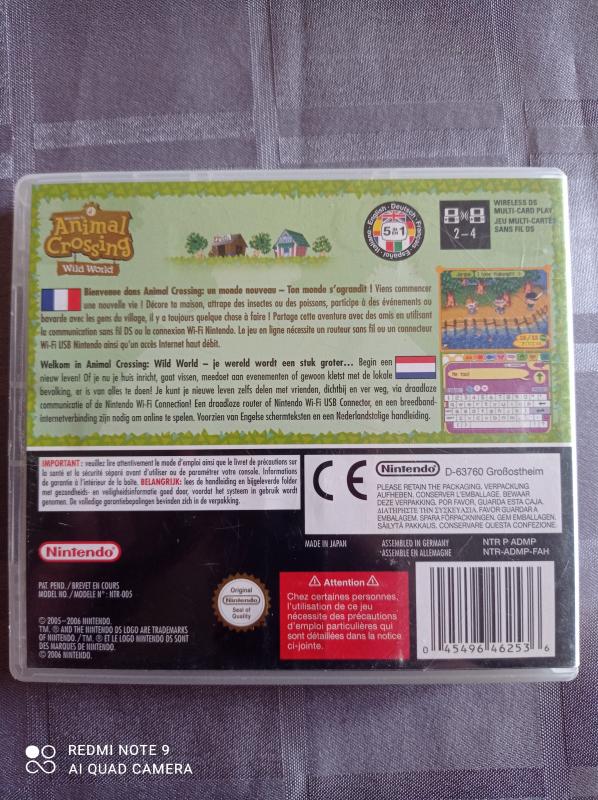 Welcome to
Animal
Crossing
Wild World
English - Deutsch - Français - Español - Italiano
5 in 1
2-4
WIRELESS DS
MULTI-CARD PLAY
JEU MULTI-CARTES
SANS FIL DS
Bienvenue dans Animal Crossing: un monde nouveau – Ton monde s'agrandit ! Viens commencer
une nouvelle vie ! Décore ta maison, attrape des insectes ou des poissons, participe à des événements ou
bavarde avec les gens du village, il y a toujours quelque chose à faire ! Partage cette aventure avec des amis en utilisant
la communication sans fil DS ou la connexion Wi-Fi Nintendo. Le jeu en ligne nécessite un routeur sans fil ou un connecteur
Wi-Fi USB Nintendo ainsi qu'un accès Internet haut débit.
Welkom in Animal Crossing: Wild World – je wereld wordt een stuk groter... Begin een
nieuw leven! Of je nu je huis inricht, gaat vissen, meedoet aan evenementen of gewoon kletst met de lokale
bevolking, er is van alles te doen! Je kunt je nieuwe leven zelfs delen met vrienden, dichtbij en ver weg, via draadloze
communicatie of de Nintendo Wi-Fi Connection! Een draadloze router of Nintendo Wi-Fi USB Connector, en een breedband-
internetverbinding zijn nodig om online te spelen. Voorzien van Engelse schermteksten en een Nederlandstalige handleiding.
IMPORTANT : veuillez lire attentivement le mode d'emploi ainsi que le livret de précautions sur
la santé et la sécurité séparé avant d'utiliser ou de paramétrer votre console. Informations
de garantie à l'intérieur de la boîte. BELANGRIJK: lees de handleiding en bijgeleverde folder
met gezondheids- en veiligheidsinformatie goed door, voordat het systeem in gebruik wordt
genomen. De volledige garantiebepalingen bevinden zich in de verpakking.
CE
Nintendo D-63760 Großostheim
PLEASE RETAIN THE PACKAGING. VERPACKUNG
AUFHEBEN. CONSERVER L'EMBALLAGE. BEWAAR
DEZE VERPAKKING. POR FAVOR, GUARDA ESTA CAJA.
ΔΙΑΤΗΡΗΣΤΕ ΤΗ ΣΥΣΚΕΥΑΣΙΑ. FAVOR GUARDAR A
EMBALAGEM. SPARA FÖRPACKNINGEN. GEM EMBALLAGEN.
SÄILYTÄ PAKKAUS. CONSERVATE QUESTA CONFEZIONE.
MADE IN JAPAN
ASSEMBLED IN GERMANY
ASSEMBLÉE EN ALLEMAGNE
NTR P ADMP
NTR-ADMP-FAH
Nintendo
PAT. PEND. / BREVET EN COURS
MODEL NO. / MODÈLE N° : NTR-005
Original
Nintendo
Seal of
Quality
Attention
Chez certaines personnes,
l'utilisation de ce jeu
nécessite des précautions
d'emploi particulières qui
sont détaillées dans la notice
ci-jointe.
© 2005–2006 NINTENDO.
TM, ® AND THE NINTENDO DS LOGO ARE TRADEMARKS
OF NINTENDO. / TM, ® ET LE LOGO NINTENDO DS SONT
DES MARQUES DE NINTENDO.
© 2006 NINTENDO.
0 45496 46253 6
REDMI NOTE 9
AI QUAD CAMERA